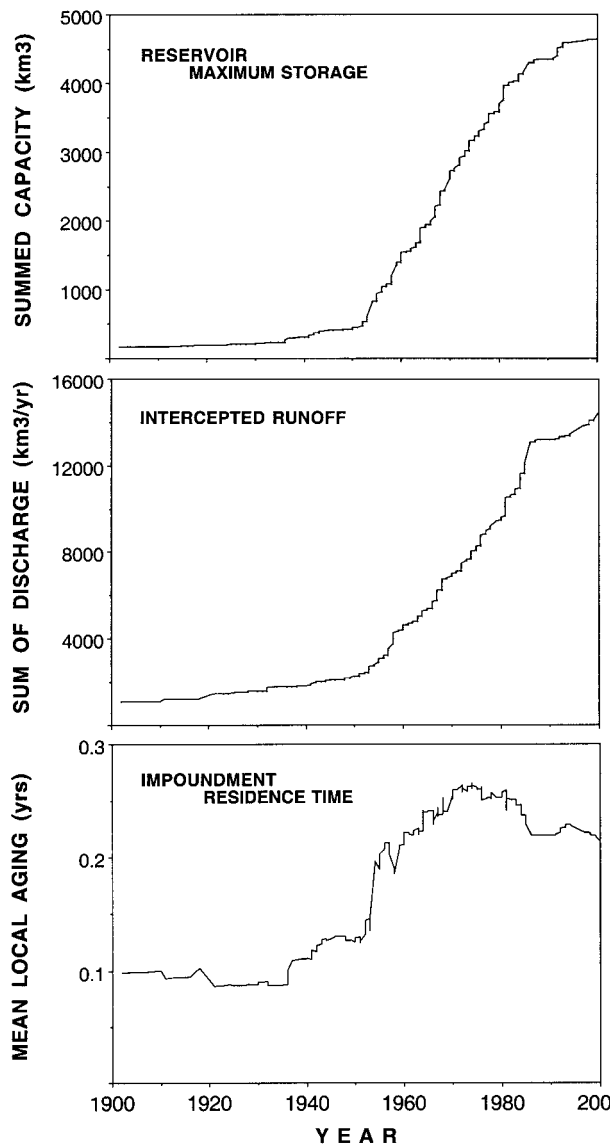 5000
4000
3000
2000
1000
SUMMED CAPACITY (km3)
RESERVOIR
MAXIMUM STORAGE
16000
12000
8000
4000
SUM OF DISCHARGE (km3/yr)
INTERCEPTED RUNOFF
0.3
0.2
0.1
MEAN LOCAL AGING (yrs)
IMPOUNDMENT
RESIDENCE TIME
1900 1920 1940 1960 1980 2000
YEAR